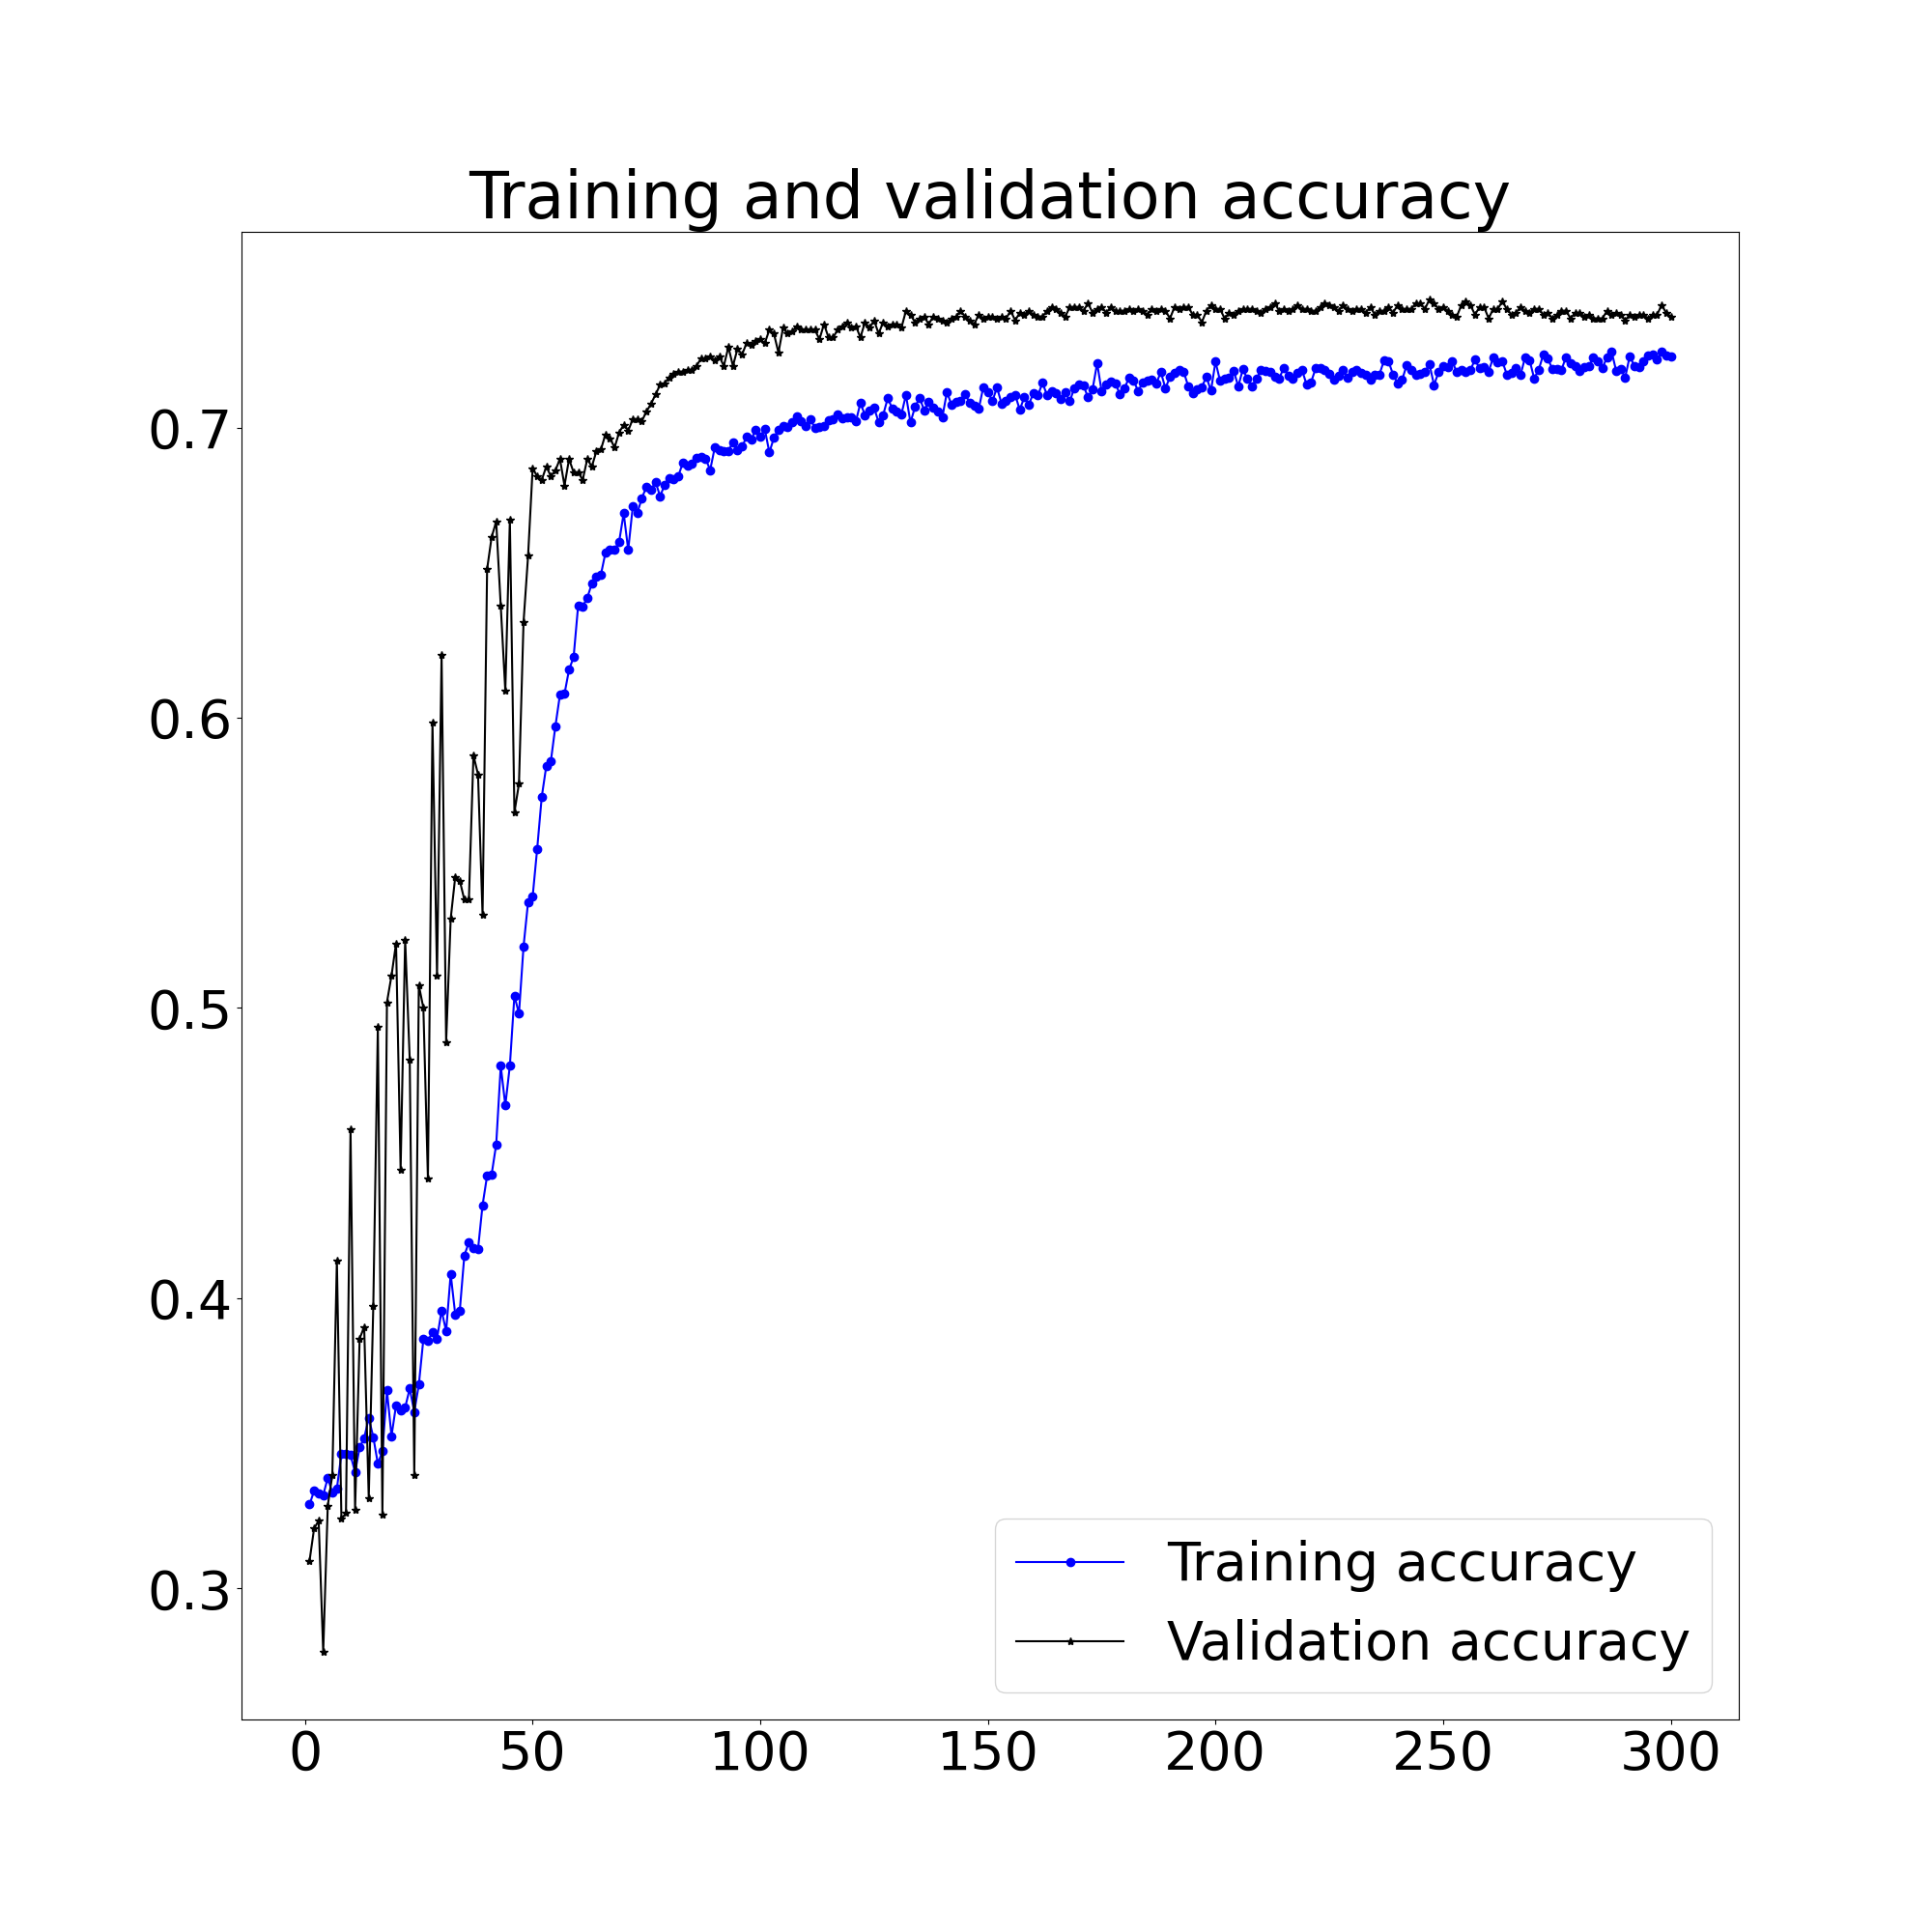 Training and validation accuracy
0.7
0.6
0.5
0.4
0.3
Training accuracy
Validation accuracy
0 50 100 150 200 250 300